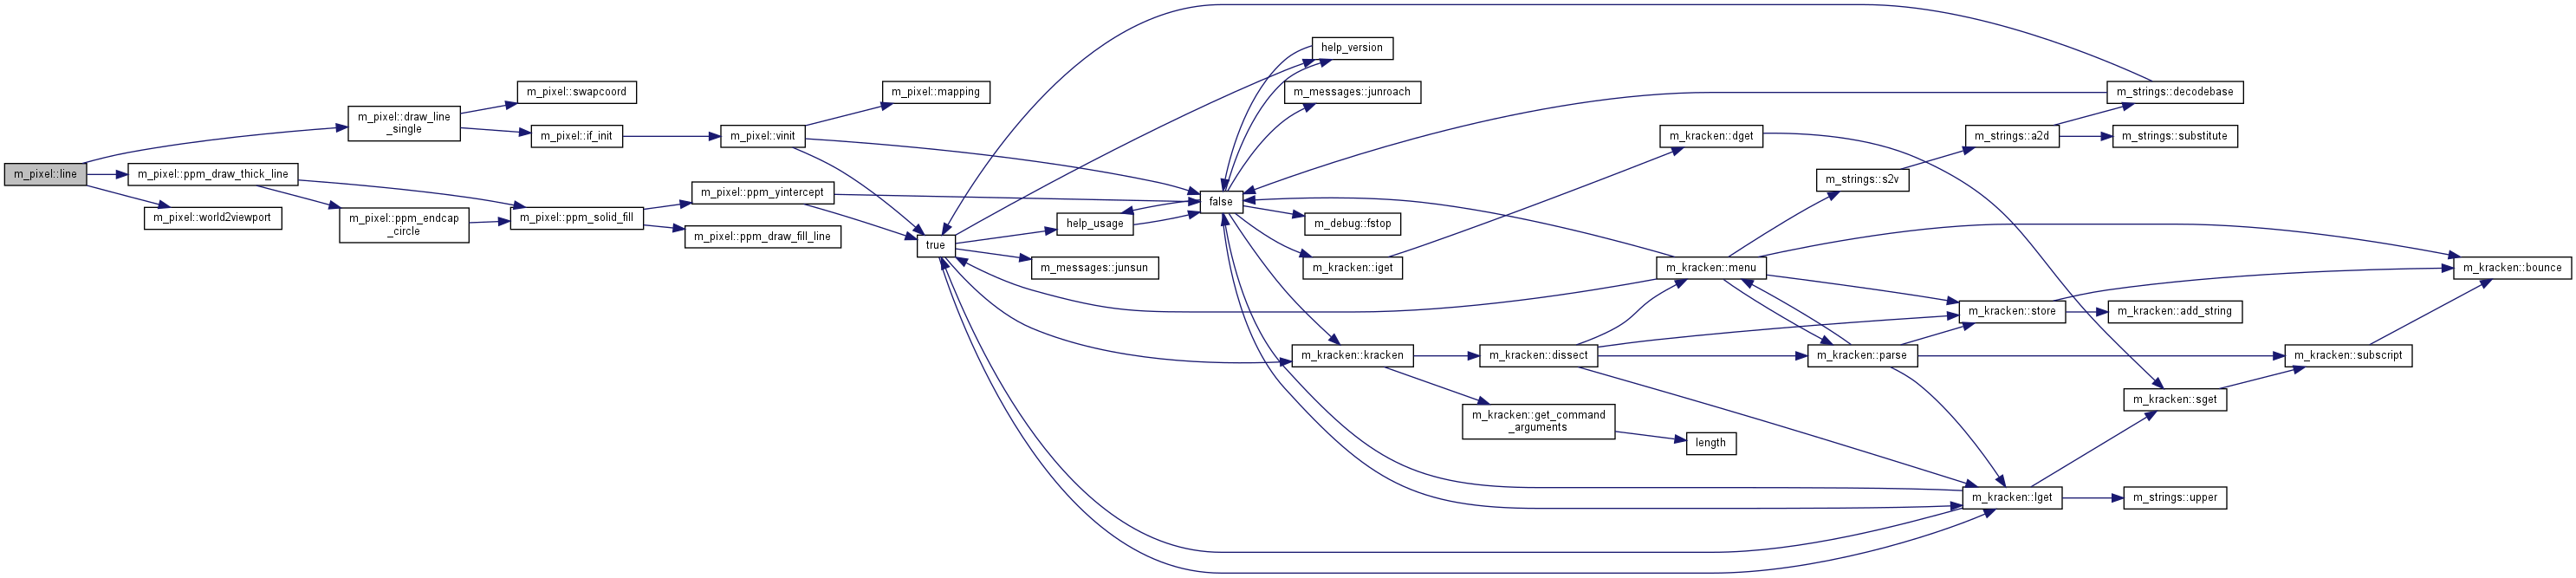 m_pixel::line
m_pixel::draw_line
_single
m_pixel::ppm_draw_thick_line
m_pixel::world2viewport
m_pixel::swapcoord
m_pixel::if_init
m_pixel::ppm_endcap
_circle
m_pixel::ppm_solid_fill
m_pixel::vinit
m_pixel::ppm_yintercept
m_pixel::ppm_draw_fill_line
m_pixel::mapping
true
help_usage
m_messages::junsun
false
help_version
m_messages::junroach
m_debug::fstop
m_kracken::iget
m_kracken::kracken
m_kracken::dissect
m_kracken::get_command
_arguments
length
m_kracken::dget
m_kracken::menu
m_kracken::parse
m_strings::s2v
m_strings::a2d
m_kracken::store
m_kracken::lget
m_strings::decodebase
m_strings::substitute
m_kracken::add_string
m_kracken::sget
m_strings::upper
m_kracken::subscript
m_kracken::bounce